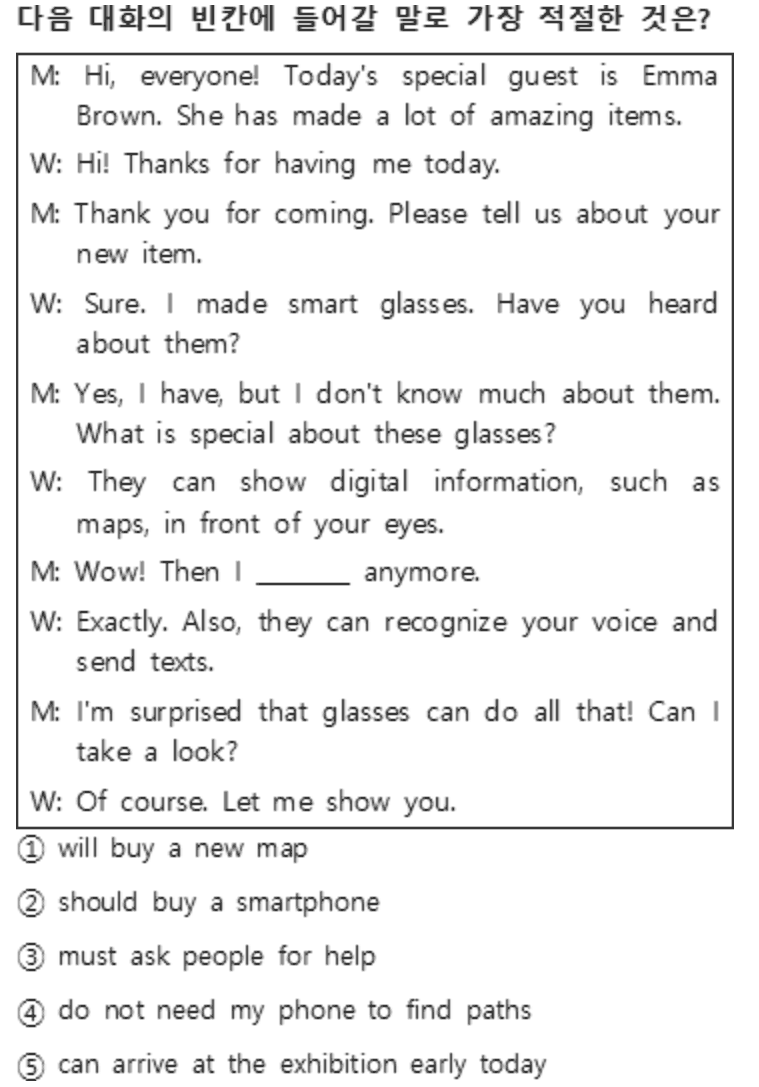 다음 대화의 빈칸에 들어갈 말로 가장 적절한 것은?
M: Hi, everyone! Today's special guest is Emma
Brown. She has made a lot of amazing items.
W: Hi! Thanks for having me today.
M: Thank you for coming. Please tell us about your
new item.
W: Sure. I made smart glasses. Have you heard
about them?
M: Yes, I have, but I don't know much about them.
What is special about these glasses?
W: They can show digital information, such as
maps, in front of your eyes.
M: Wow! Then I ______ anymore.
W: Exactly. Also, they can recognize your voice and
send texts.
M: I'm surprised that glasses can do all that! Can I
take a look?
W: Of course. Let me show you.
① will buy a new map
② should buy a smartphone
③ must ask people for help
④ do not need my phone to find paths
⑤ can arrive at the exhibition early today